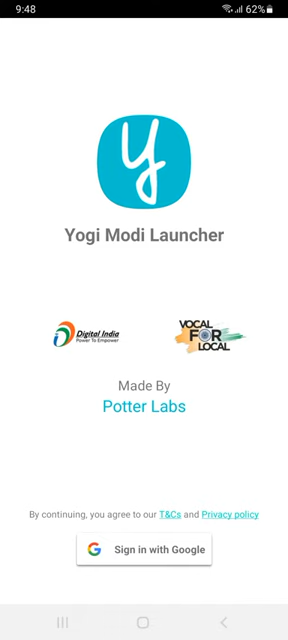 9:48
62%
y
Yogi Modi Launcher
Digital India
Power To Empower
VOCAL
FOR
LOCAL
Made By
Potter Labs
By continuing, you agree to our T&Cs and Privacy policy
G Sign in with Google